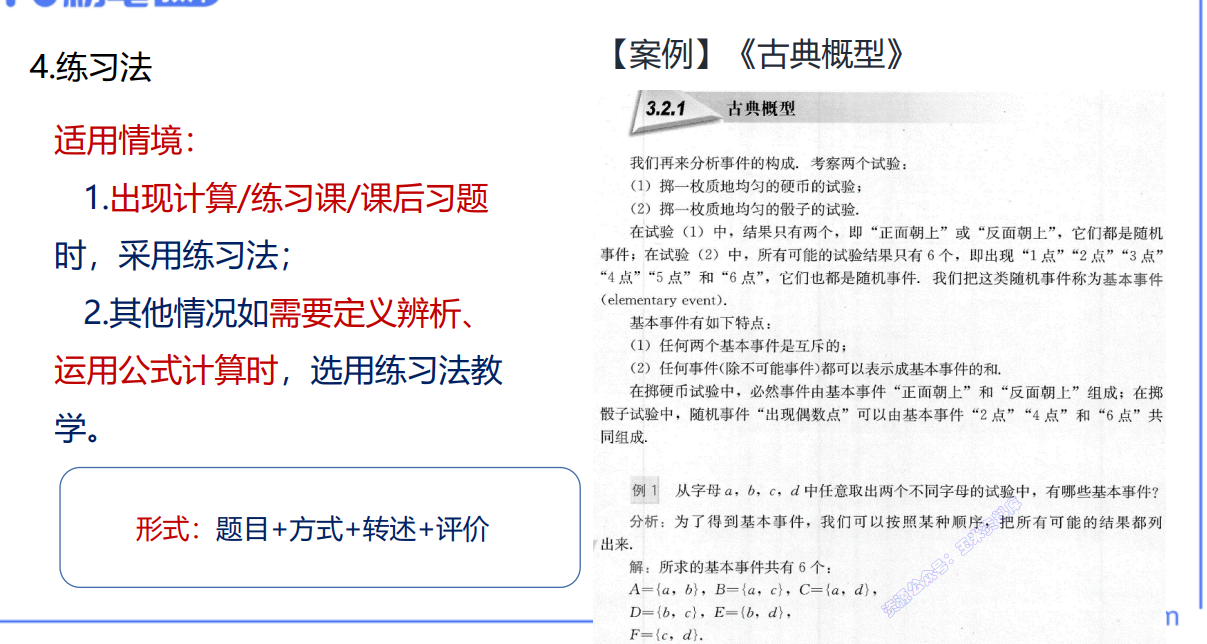 4.练习法
适用情境：
1.出现计算/练习课/课后习题
时，采用练习法；
2.其他情况如需要定义辨析、
运用公式计算时，选用练习法教
学。
形式：题目+方式+转述+评价
【案例】《古典概型》
3.2.1 古典概型
我们再来分析事件的构成．考察两个试验：
（1）掷一枚质地均匀的硬币的试验；
（2）掷一枚质地均匀的骰子的试验．
在试验（1）中，结果只有两个，即“正面朝上”或“反面朝上”，它们都是随机
事件；在试验（2）中，所有可能的试验结果只有 6 个，即出现“1 点”“2 点”“3 点”
“4 点”“5 点”和“6 点”，它们也都是随机事件．我们把这类随机事件称为基本事件
（elementary event）．
基本事件有如下特点：
（1）任何两个基本事件是互斥的；
（2）任何事件(除不可能事件)都可以表示成基本事件的和．
在掷硬币试验中，必然事件由基本事件“正面朝上”和“反面朝上”组成；在掷
骰子试验中，随机事件“出现偶数点”可以由基本事件“2 点”“4 点”和“6 点”共
同组成．
例 1 从字母 a，b，c，d 中任意取出两个不同字母的试验中，有哪些基本事件？
分析：为了得到基本事件，我们可以按照某种顺序，把所有可能的结果都列
出来．
解：所求的基本事件共有 6 个：
A={a，b}，B={a，c}，C={a，d}，
D={b，c}，E={b，d}，
F={c，d}．